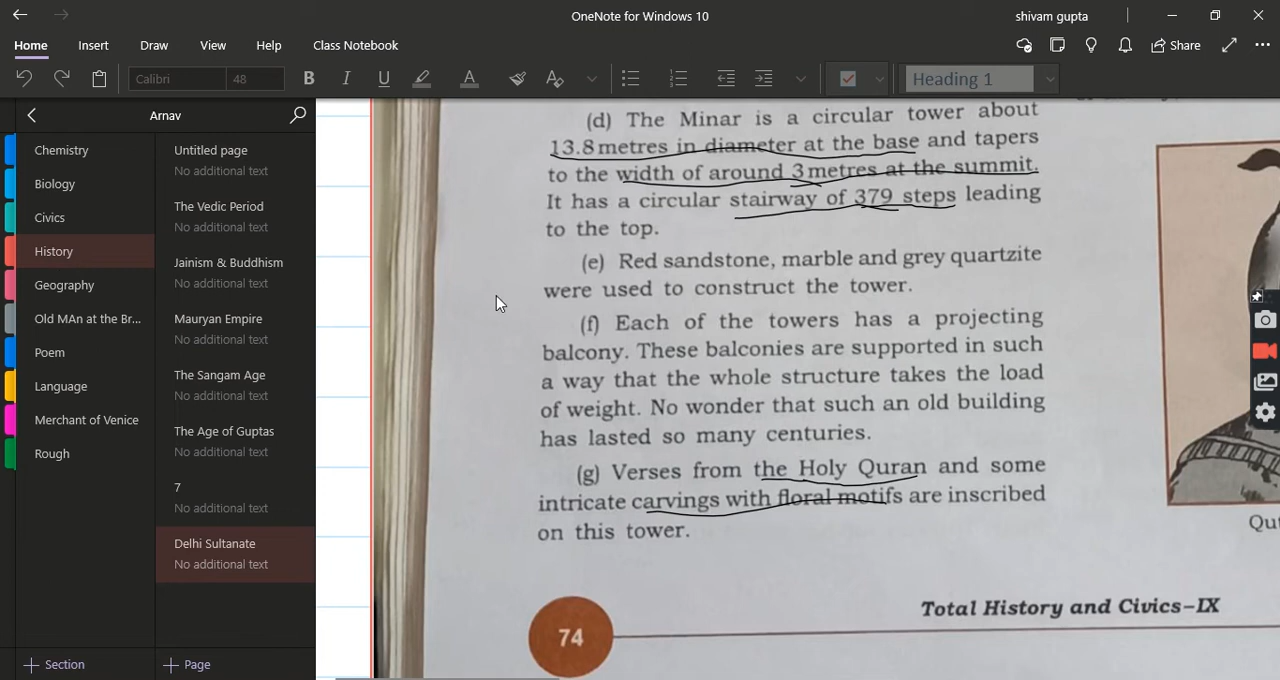 OneNote for Windows 10
shivam gupta
Home Insert Draw View Help Class Notebook
Share
Calibri 48 B I U A Heading 1
Arnav
Chemistry
Biology
Civics
History
Geography
Old MAn at the Br...
Poem
Language
Merchant of Venice
Rough
Section
Untitled page
No additional text
The Vedic Period
No additional text
Jainism & Buddhism
No additional text
Mauryan Empire
No additional text
The Sangam Age
No additional text
The Age of Guptas
No additional text
7
No additional text
Delhi Sultanate
No additional text
Page
(d) The Minar is a circular tower about
13.8 metres in diameter at the base and tapers
to the width of around 3 metres at the summit.
It has a circular stairway of 379 steps leading
to the top.
(e) Red sandstone, marble and grey quartzite
were used to construct the tower.
(f) Each of the towers has a projecting
balcony. These balconies are supported in such
a way that the whole structure takes the load
of weight. No wonder that such an old building
has lasted so many centuries.
(g) Verses from the Holy Quran and some
intricate carvings with floral motifs are inscribed
on this tower.
74
Total History and Civics–IX